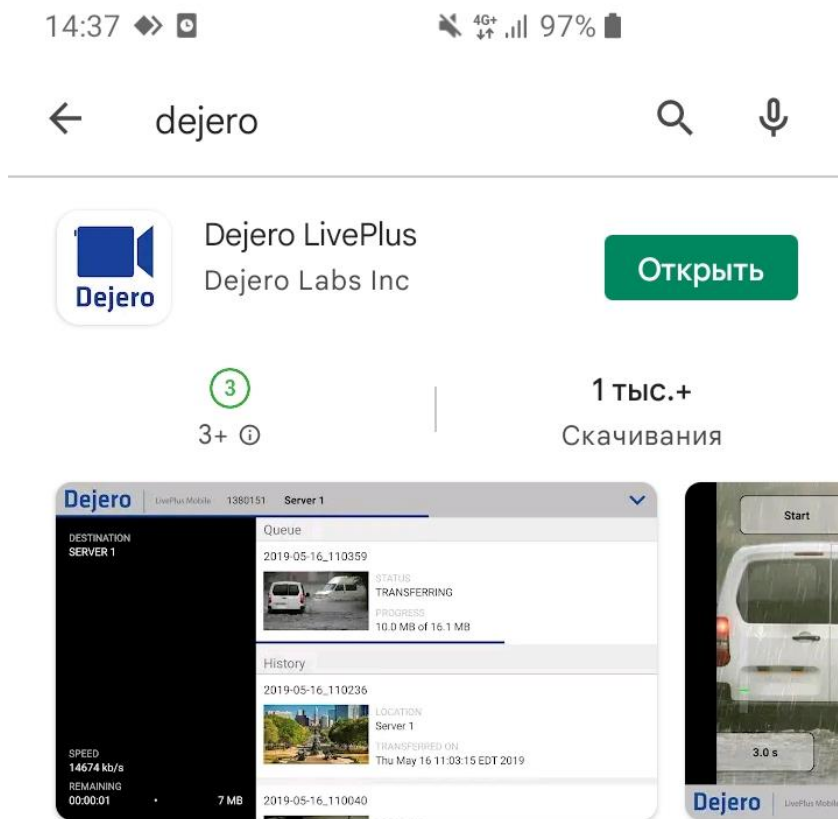 14:37 4G+ 97%
dejero
Dejero LivePlus
Dejero Labs Inc
Открыть
Dejero
3
3+
1 тыс.+
Скачивания
Dejero LivePlus Mobile 1380151 Server 1
DESTINATION
SERVER 1
SPEED
14674 kb/s
REMAINING
00:00:01 · 7 MB
Queue
2019-05-16_110359
STATUS
TRANSFERRING
PROGRESS
10.0 MB of 16.1 MB
History
2019-05-16_110236
LOCATION
Server 1
TRANSFERRED ON
Thu May 16 11:03:15 EDT 2019
2019-05-16_110040
Start
3.0 s
Dejero LivePlus Mobile